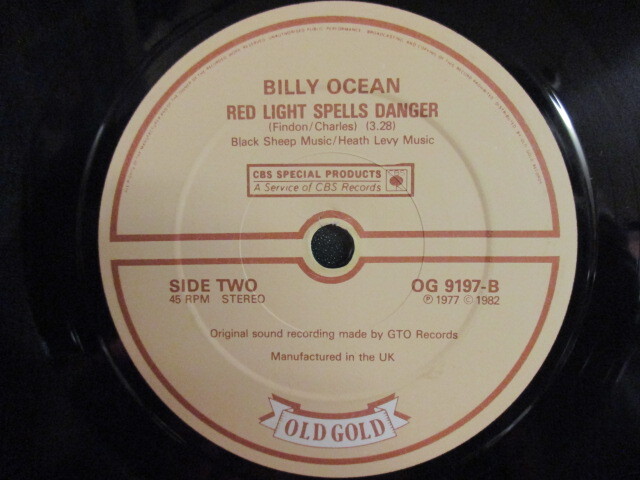 BILLY OCEAN
RED LIGHT SPELLS DANGER
(Findon/Charles) (3.28)
Black Sheep Music/Heath Levy Music
CBS SPECIAL PRODUCTS
A Service of CBS Records
SIDE TWO
45 RPM STEREO
OG 9197-B
℗ 1977 © 1982
Original sound recording made by GTO Records
Manufactured in the UK
OLD GOLD